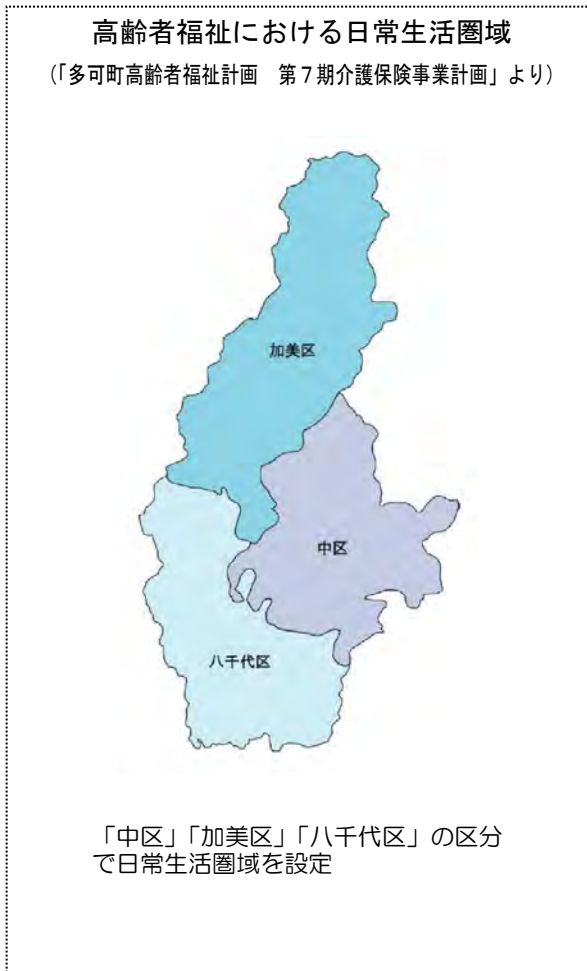 高齢者福祉における日常生活圏域
（「多可町高齢者福祉計画　第７期介護保険事業計画」より）
加美区
中区
八千代区
「中区」「加美区」「八千代区」の区分
で日常生活圏域を設定